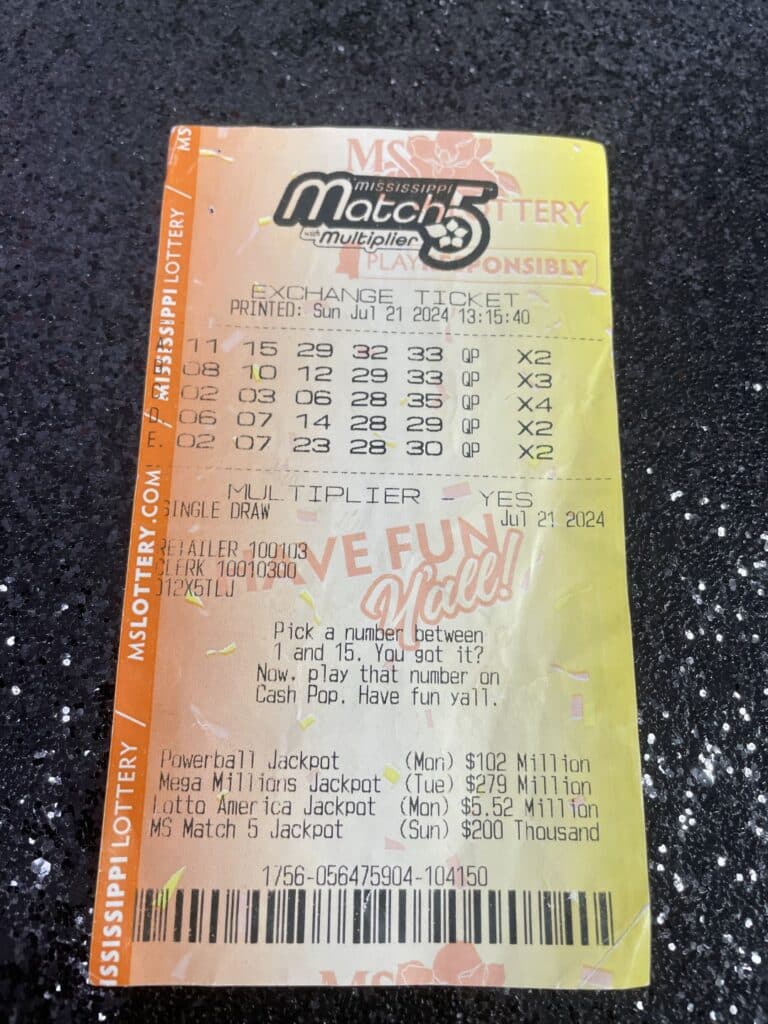 MS
LOTTERY
MISSISSIPPI
Match 5
with Multiplier
PLAY RESPONSIBLY
EXCHANGE TICKET
PRINTED: Sun Jul 21 2024 13:15:40
A. 11 15 29 32 33 QP X2
08 10 12 29 33 QP X3
02 03 06 28 35 QP X4
D. 06 07 14 28 29 QP X2
E. 02 07 23 28 30 QP X2
MULTIPLIER - YES
SINGLE DRAW Jul 21 2024
RETAILER 100103
CLERK 10010300
HAVE FUN
Y'all!
Pick a number between
1 and 15. You got it?
Now, play that number on
Cash Pop. Have fun yall.
Powerball Jackpot (Mon) $102 Million
Mega Millions Jackpot (Tue) $279 Million
Lotto America Jackpot (Mon) $5.52 Million
MS Match 5 Jackpot (Sun) $200 Thousand
1756-056475904-104150
MS
MISSISSIPPI LOTTERY / MSLOTTERY.COM / MISSISSIPPI LOTTERY / MS